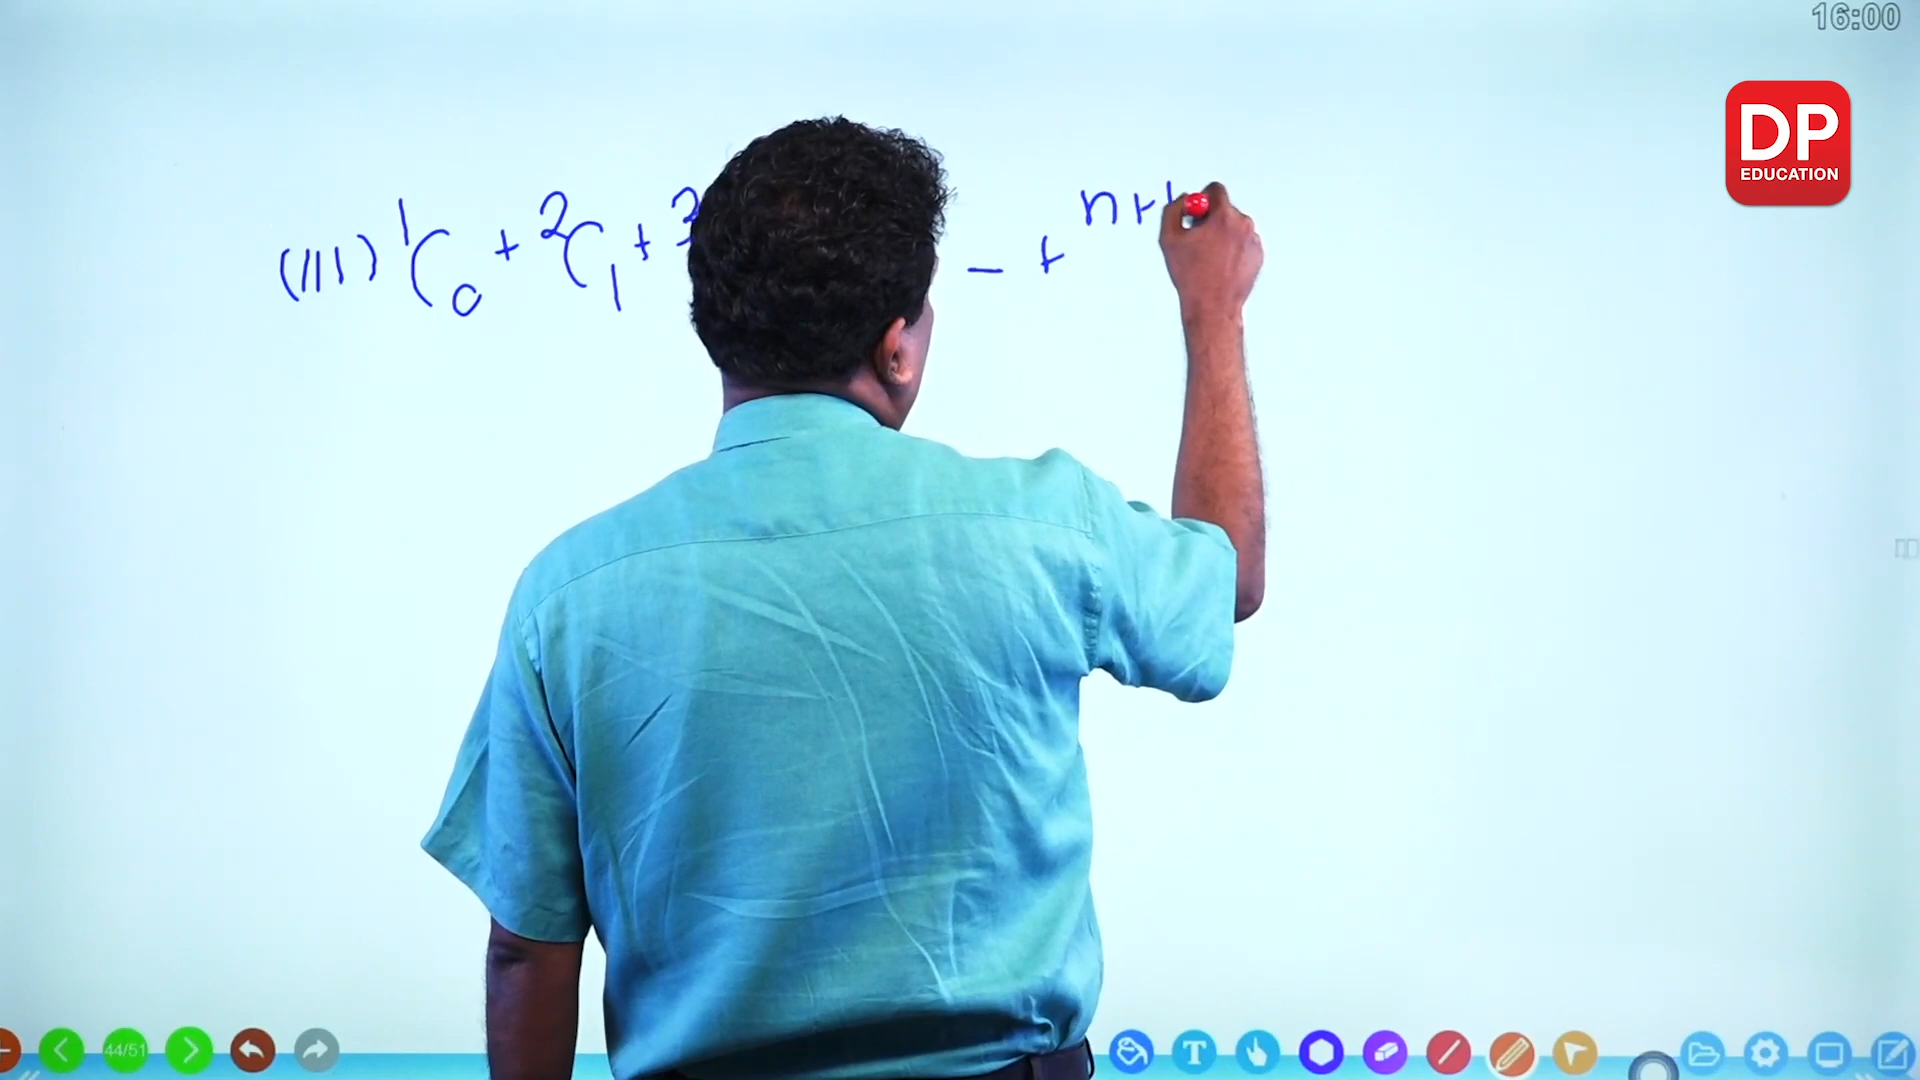 16:00
DP
EDUCATION
(III) ¹C₀ + ²C₁ + ³ - + ⁿ⁺¹
44/51
T